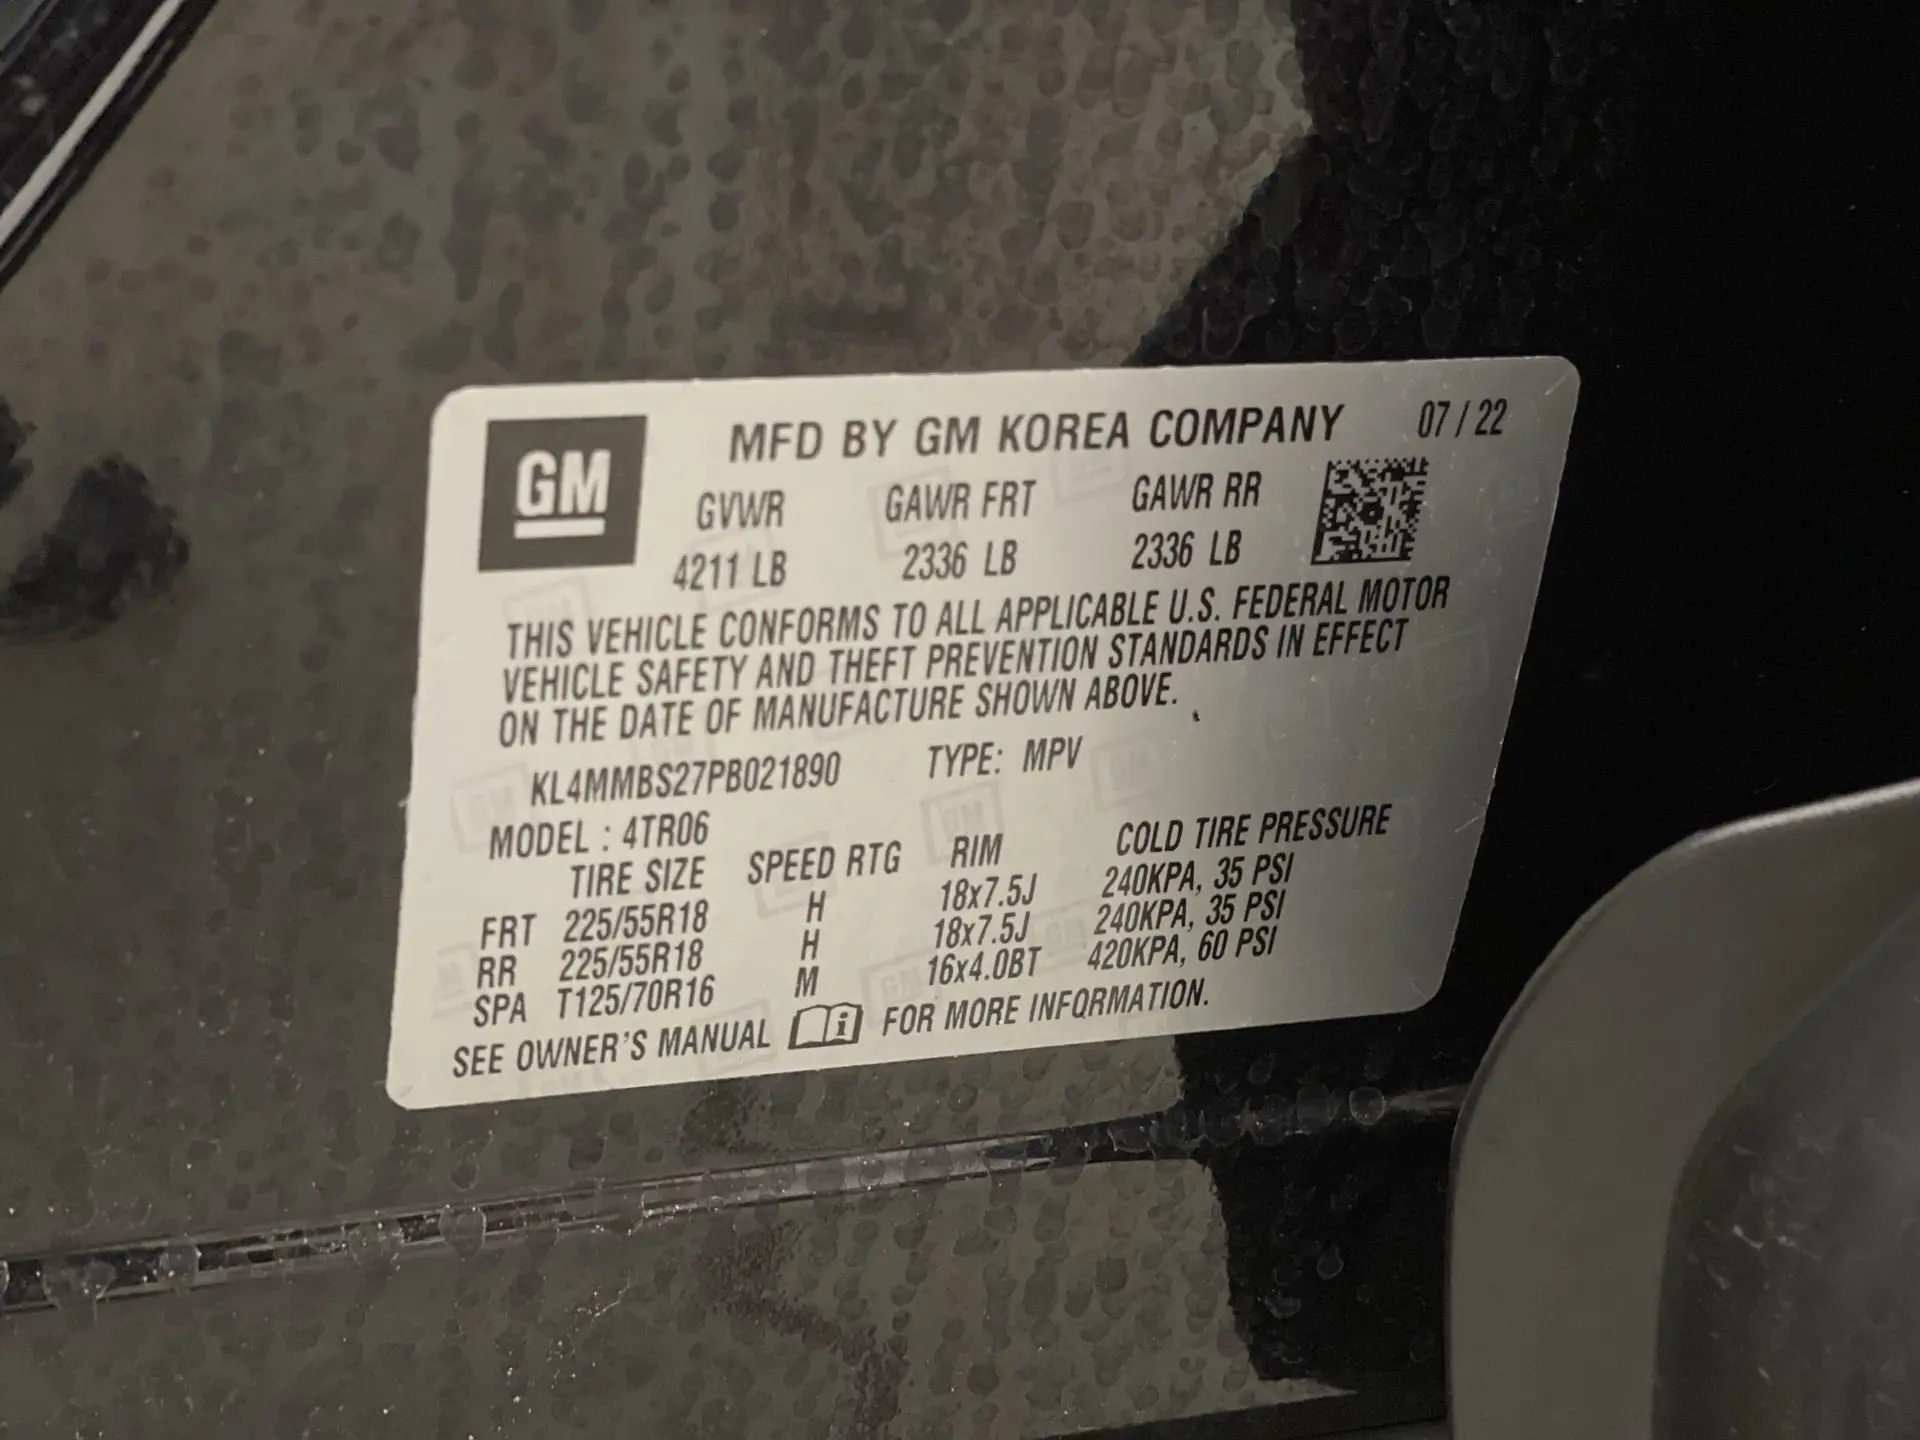 GM
MFD BY GM KOREA COMPANY 07/22
GVWR GAWR FRT GAWR RR
4211 LB 2336 LB 2336 LB
THIS VEHICLE CONFORMS TO ALL APPLICABLE U.S. FEDERAL MOTOR
VEHICLE SAFETY AND THEFT PREVENTION STANDARDS IN EFFECT
ON THE DATE OF MANUFACTURE SHOWN ABOVE.
KL4MMBS27PB021890 TYPE: MPV
MODEL : 4TR06
TIRE SIZE SPEED RTG RIM COLD TIRE PRESSURE
FRT 225/55R18 H 18x7.5J 240KPA, 35 PSI
RR 225/55R18 H 18x7.5J 240KPA, 35 PSI
SPA T125/70R16 M 16x4.0BT 420KPA, 60 PSI
SEE OWNER'S MANUAL i FOR MORE INFORMATION.